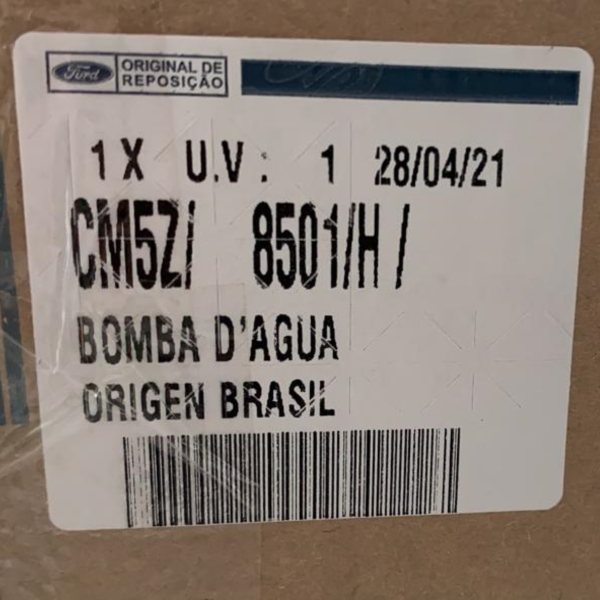 Ford
ORIGINAL DE
REPOSIÇÃO
1 X U.V: 1 28/04/21
CM5Z/ 8501/H/
BOMBA D'AGUA
ORIGEN BRASIL